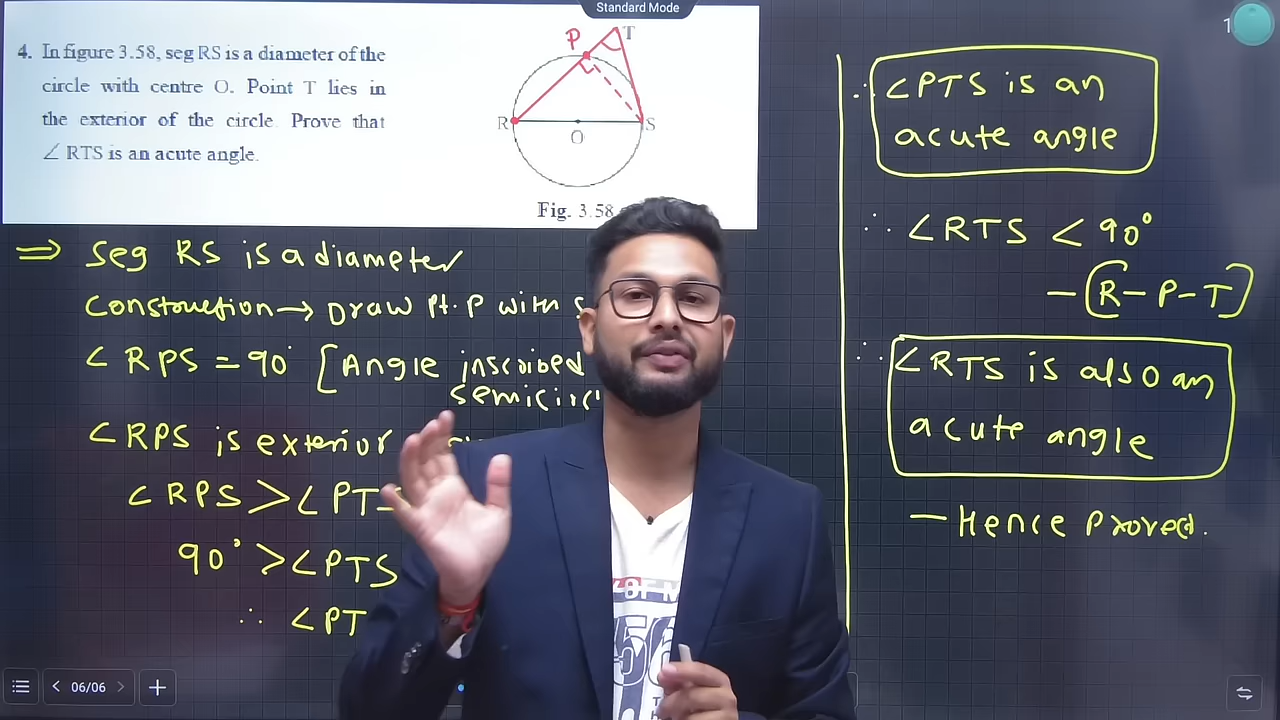 Standard Mode
4. In figure 3.58, seg RS is a diameter of the
circle with centre O. Point T lies in
the exterior of the circle. Prove that
∠ RTS is an acute angle.
P
T
R
S
O
Fig. 3.58
⇒ Seg RS is a diameter
Construction → Draw Pt. P with
∠RPS = 90° [Angle inscribed
∠RPS is exterior
∠RPS > ∠PTS
90° > ∠PTS
∴ ∠PT
∴ ∠PTS is an
acute angle
∴ ∠RTS < 90°
— (R-P-T)
∴ ∠RTS is also an
acute angle
— Hence Proved.
06/06